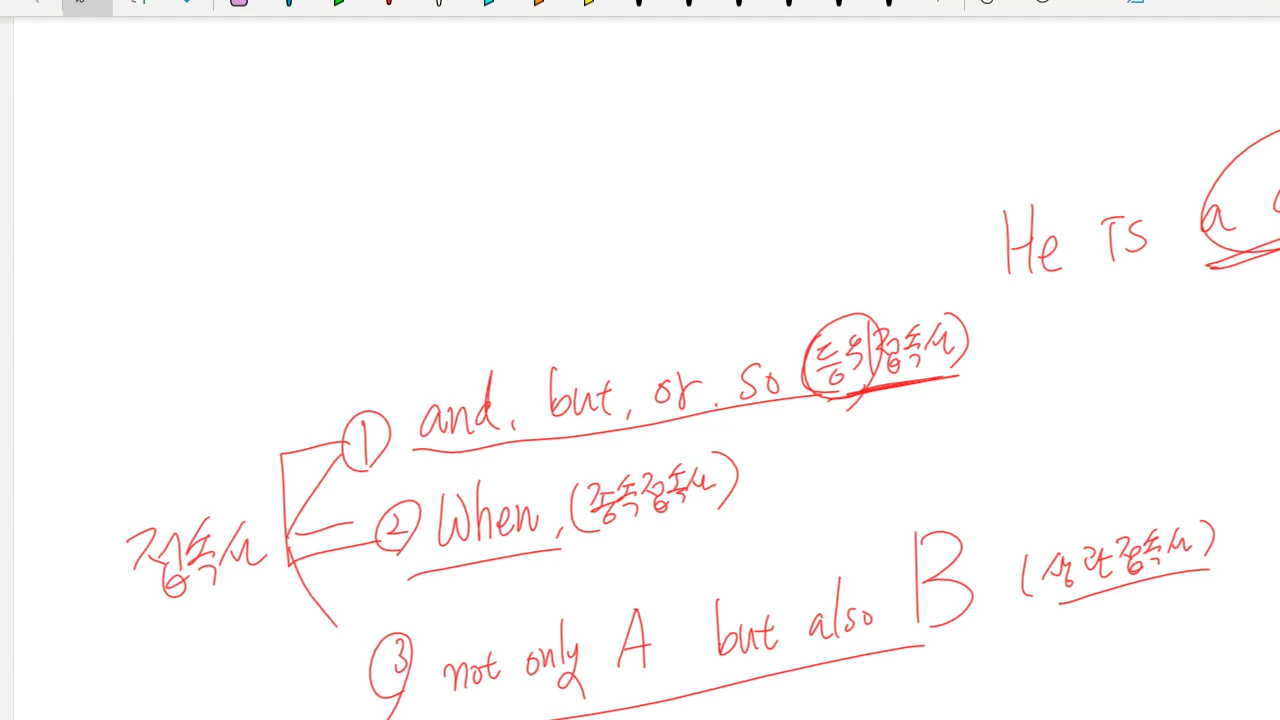 He is a
① and, but, or, so (등위접속사)
접속사
② When, (종속접속사)
③ not only A but also B (상관접속사)